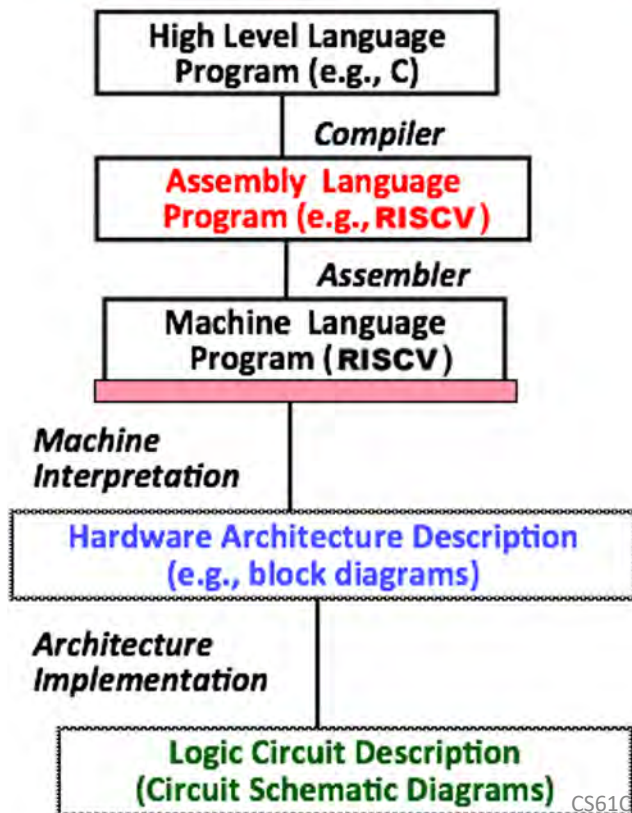 High Level Language
Program (e.g., C)
Compiler
Assembly Language
Program (e.g., RISCV)
Assembler
Machine Language
Program (RISCV)
Machine
Interpretation
Hardware Architecture Description
(e.g., block diagrams)
Architecture
Implementation
Logic Circuit Description
(Circuit Schematic Diagrams)